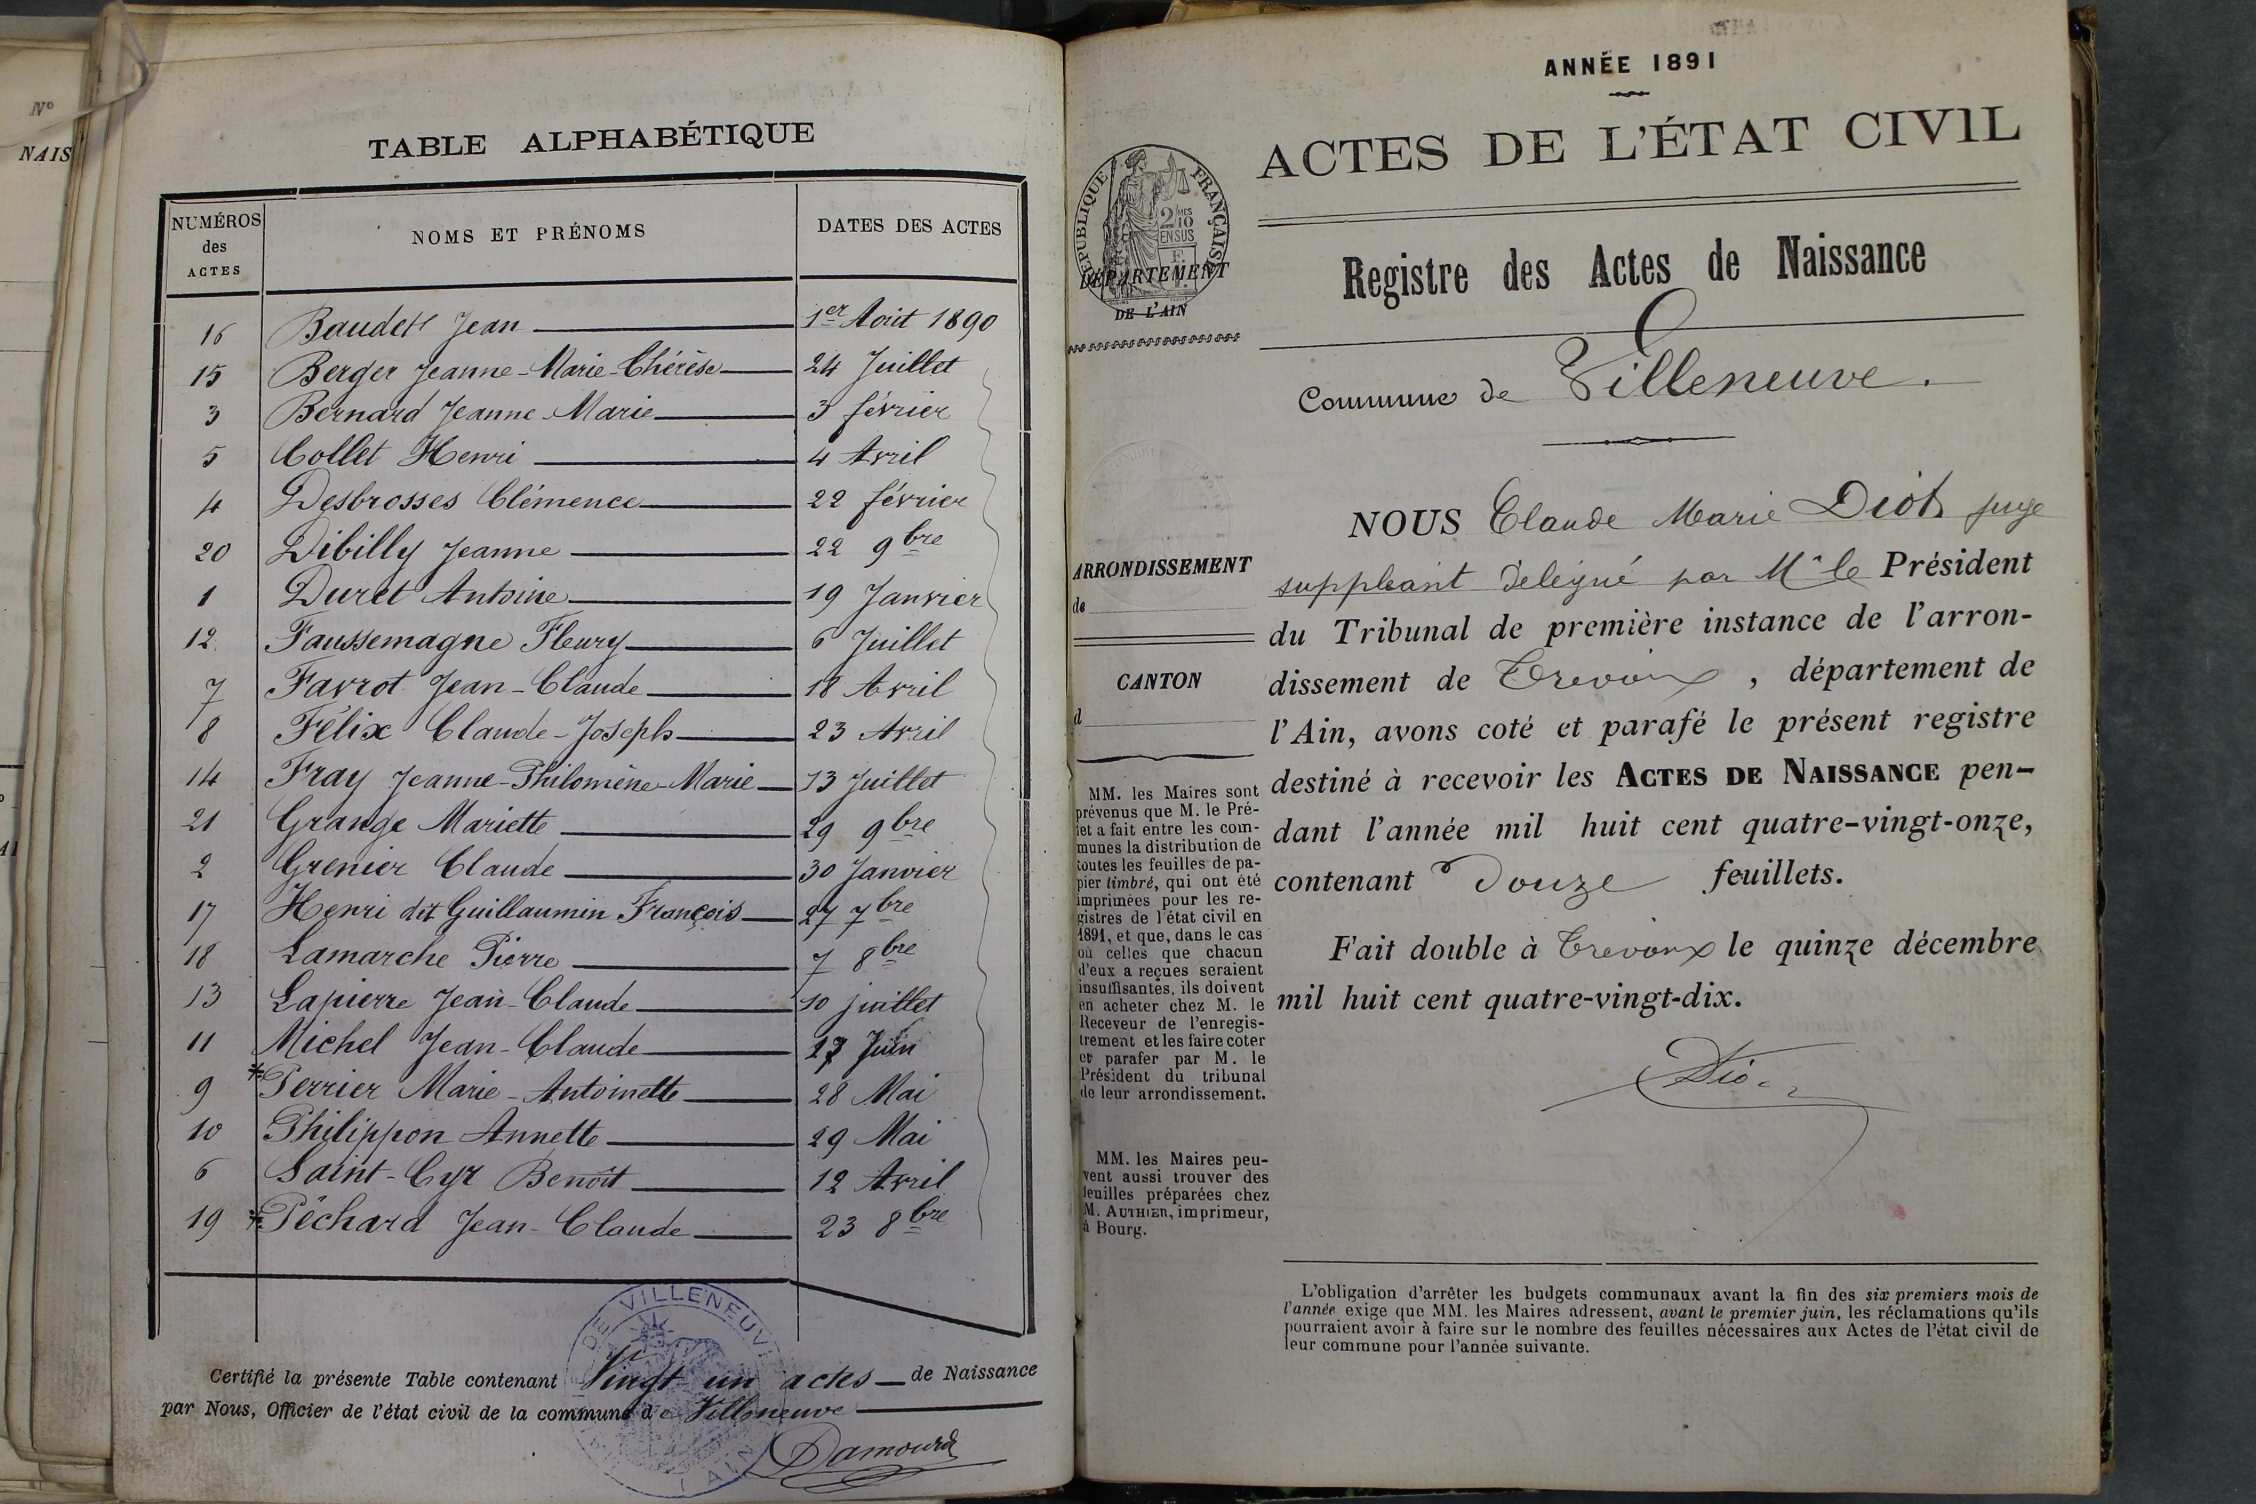 N°
NAIS
TABLE ALPHABÉTIQUE
NUMÉROS des ACTES
NOMS ET PRÉNOMS
DATES DES ACTES
16 Baudet Jean 1er Août 1890
15 Berger Jeanne-Marie-Thérèse 24 Juillet
3 Bernard Jeanne-Marie 3 février
5 Collet Henri 4 Avril
4 Desbrosses Clémence 22 février
20 Dibilly Jeanne 22 9bre
1 Duret Antoine 19 Janvier
12 Faussemagne Fleury 6 Juillet
7 Favrot Jean-Claude 18 Avril
8 Félix Claude-Joseph 23 Avril
14 Fray Jeanne-Philomène-Marie 13 Juillet
21 Grange Mariette 29 9bre
2 Grenier Claude 30 Janvier
17 Henri dit Guillaumin François 27 7bre
18 Lamarche Pierre 7 8bre
13 Lapierre Jean-Claude 10 juillet
11 Michel Jean-Claude 27 Juin
9 *Perrier Marie-Antoinette 28 Mai
10 Philippon Annette 29 Mai
6 Saint-Cyr Benoît 12 Avril
19 *Péchard Jean-Claude 23 8bre
DE VILLENEUVE
AIN
Certifié la présente Table contenant Vingt un actes de Naissance
par Nous, Officier de l'état civil de la commune de Villeneuve
Damourd
ANNÉE 1891
ACTES DE L'ÉTAT CIVIL
RÉPUBLIQUE FRANÇAISE
2/10 MES
EN SUS
DÉPARTEMENT
DE L'AIN
Registre des Actes de Naissance
Commune de Villeneuve.
NOUS Claude Marie Diot juge
suppléant délégué par Mr le Président
du Tribunal de première instance de l'arron-
dissement de Trevoux, département de
l'Ain, avons coté et parafé le présent registre
destiné à recevoir les ACTES DE NAISSANCE pen-
dant l'année mil huit cent quatre-vingt-onze,
contenant douze feuillets.
Fait double à Trevoux le quinze décembre
mil huit cent quatre-vingt-dix.
Diot
ARRONDISSEMENT
de
CANTON
d
MM. les Maires sont
prévenus que M. le Pré-
fet a fait entre les com-
munes la distribution de
toutes les feuilles de pa-
pier timbré, qui ont été
imprimées pour les re-
gistres de l'état civil en
1891, et que, dans le cas
où celles que chacun
d'eux a reçues seraient
insuffisantes, ils doivent
en acheter chez M. le
Receveur de l'enregis-
trement et les faire coter
et parafer par M. le
Président du tribunal
de leur arrondissement.
MM. les Maires peu-
vent aussi trouver des
feuilles préparées chez
M. AUTHIER, imprimeur,
à Bourg.
L'obligation d'arrêter les budgets communaux avant la fin des six premiers mois de
l'année exige que MM. les Maires adressent, avant le premier juin, les réclamations qu'ils
pourraient avoir à faire sur le nombre des feuilles nécessaires aux Actes de l'état civil de
leur commune pour l'année suivante.